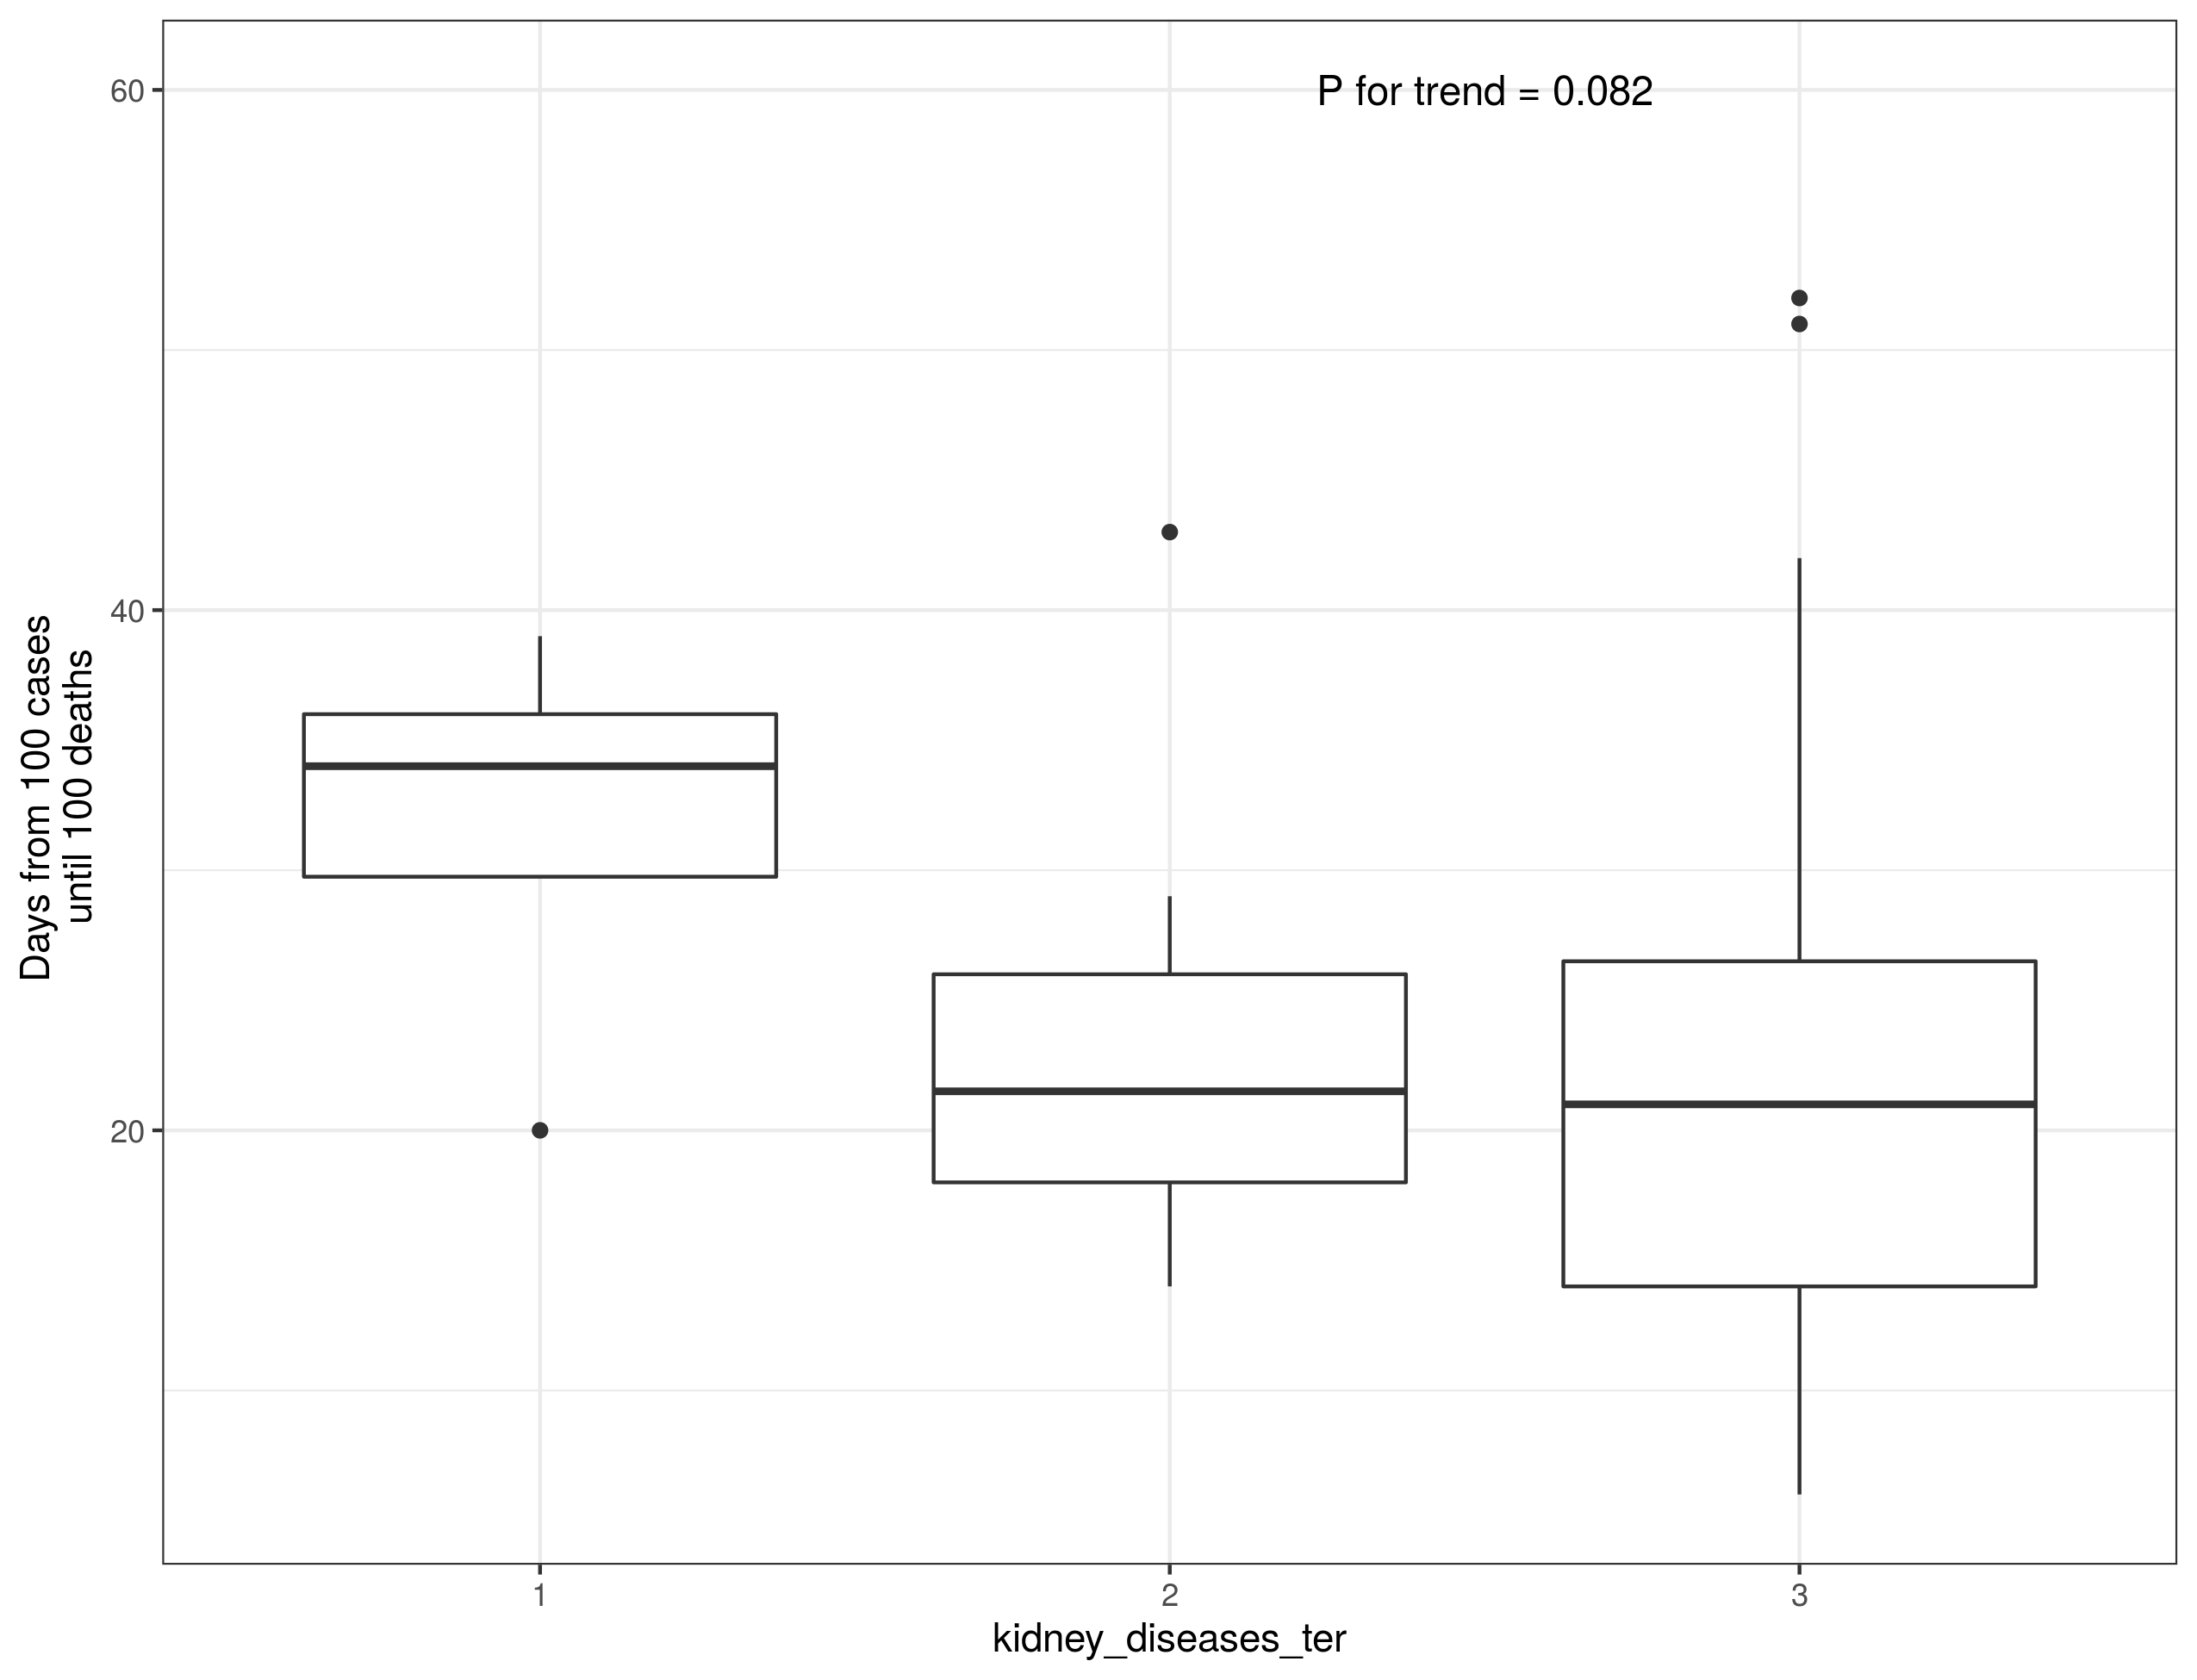 P for trend = 0.082
60
40
20
Days from 100 cases
until 100 deaths
1
2
3
kidney_diseases_ter